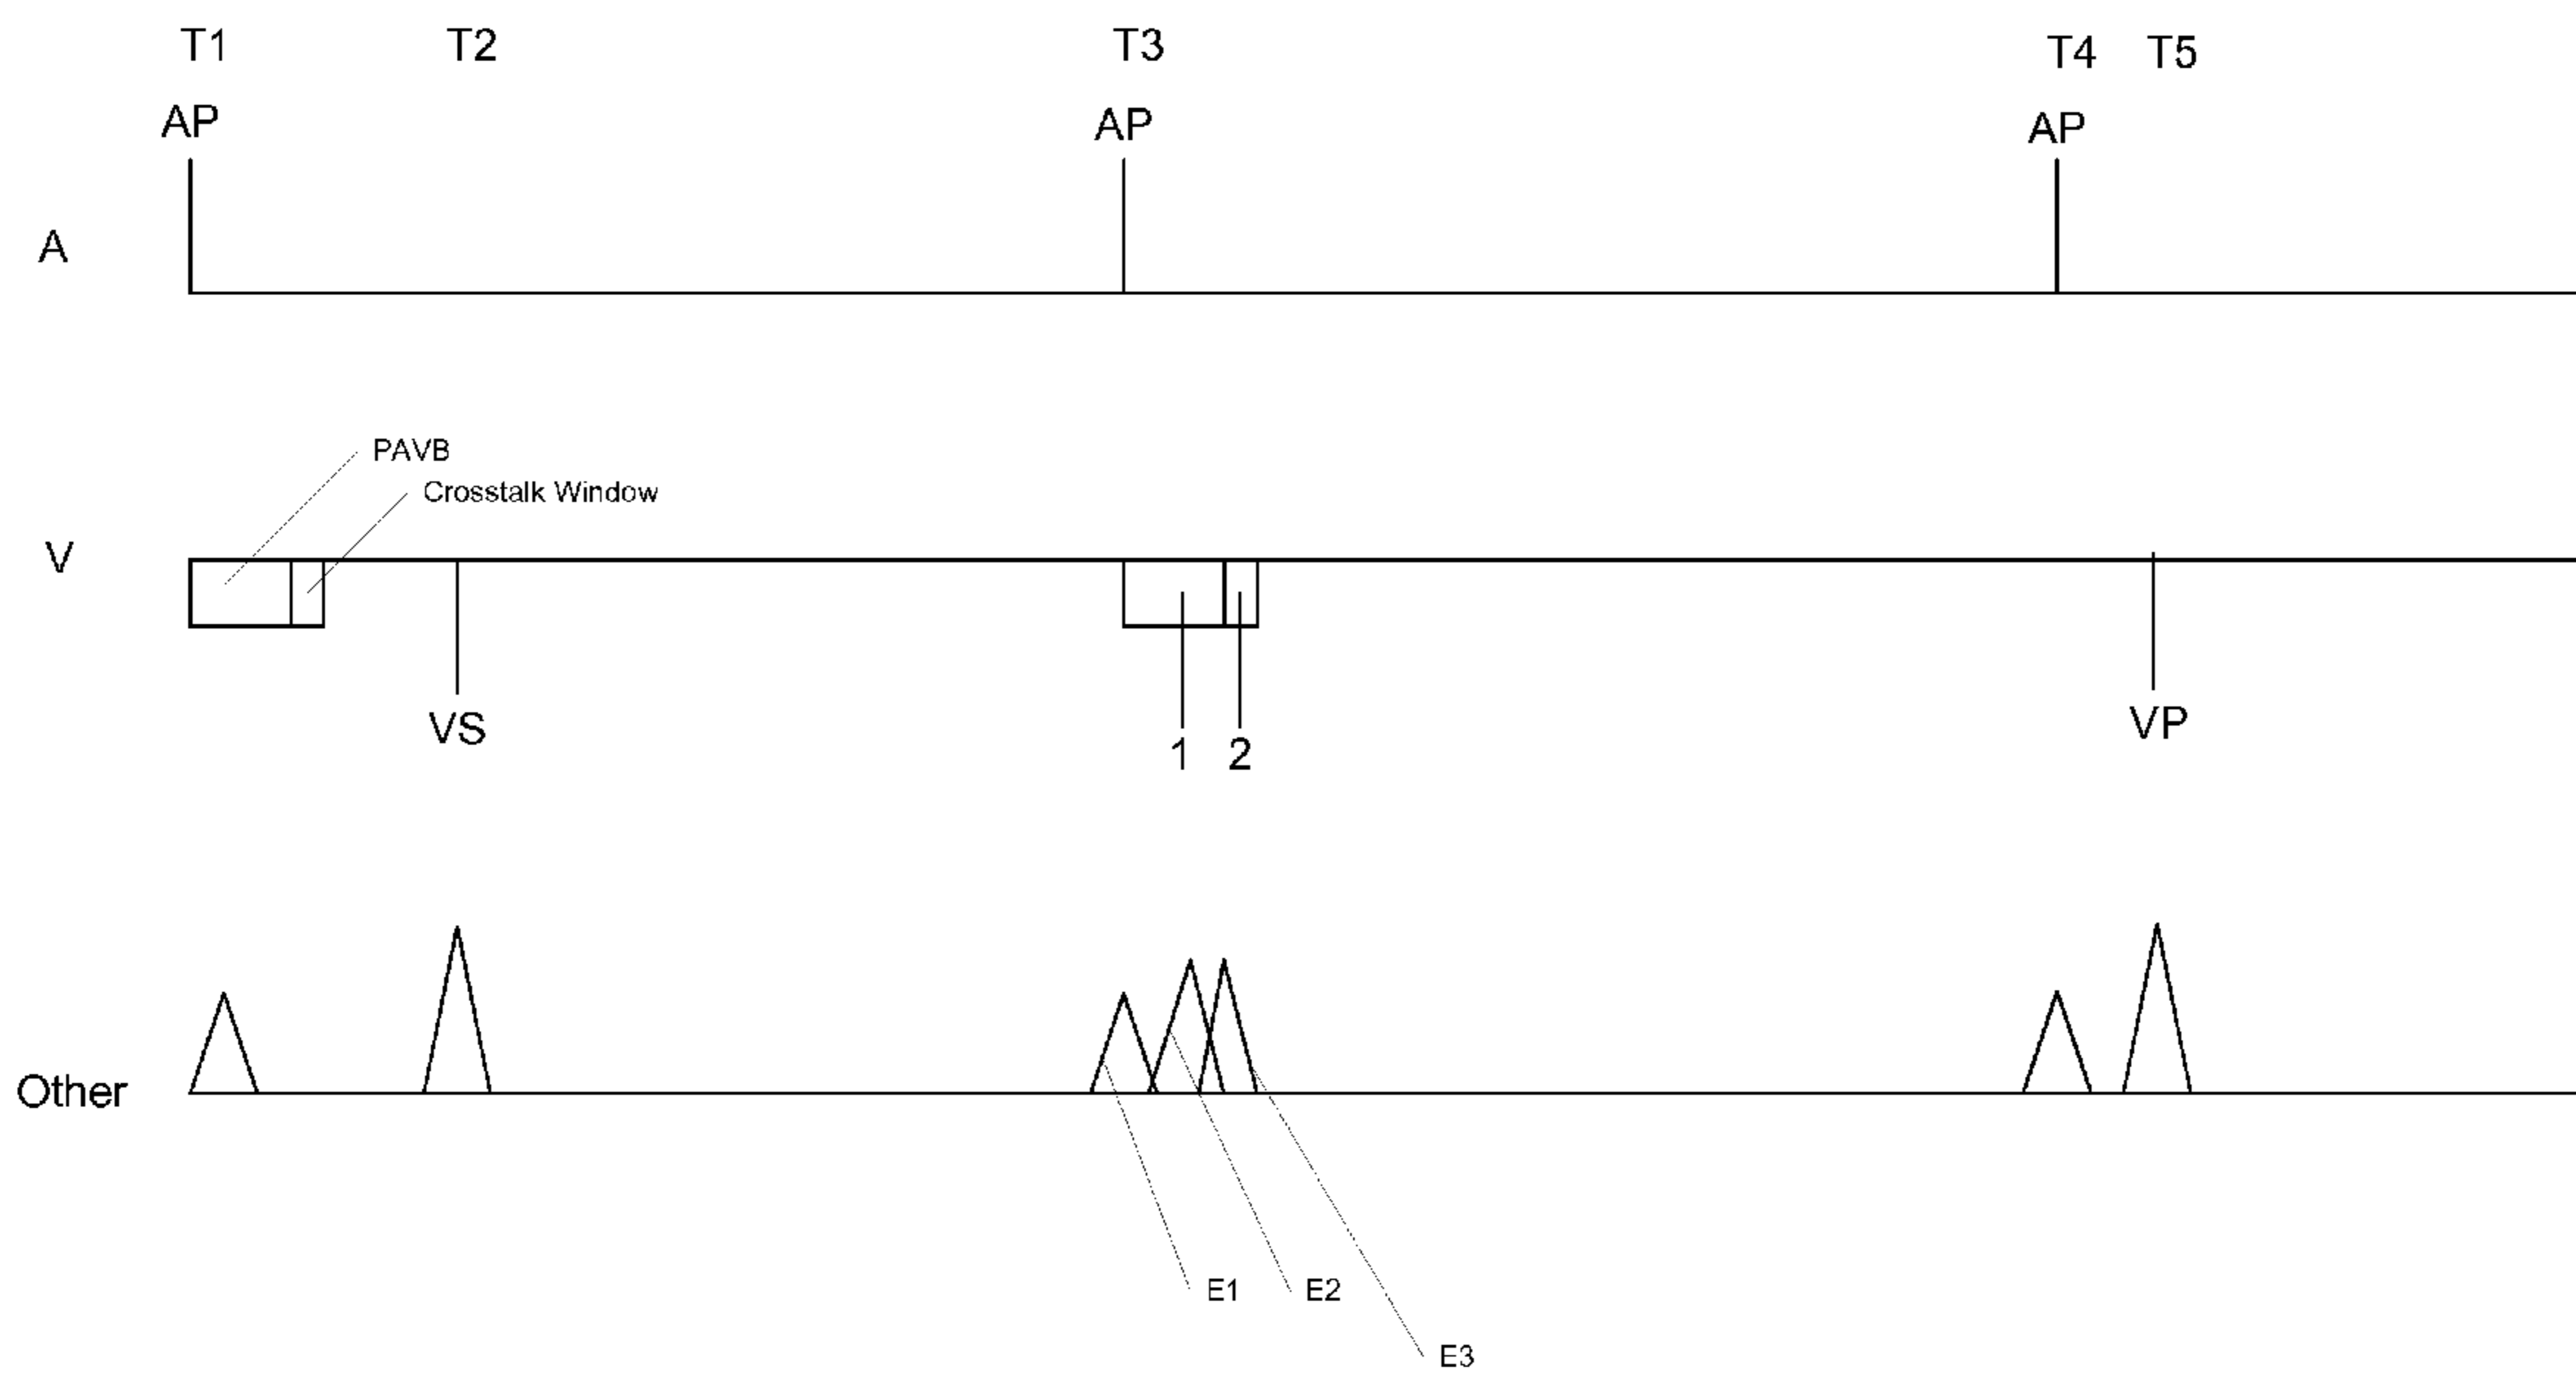 T1 T2 T3 T4 T5
AP AP AP
A
PAVB
Crosstalk Window
V
VS 1 2 VP
Other
E1 E2
E3